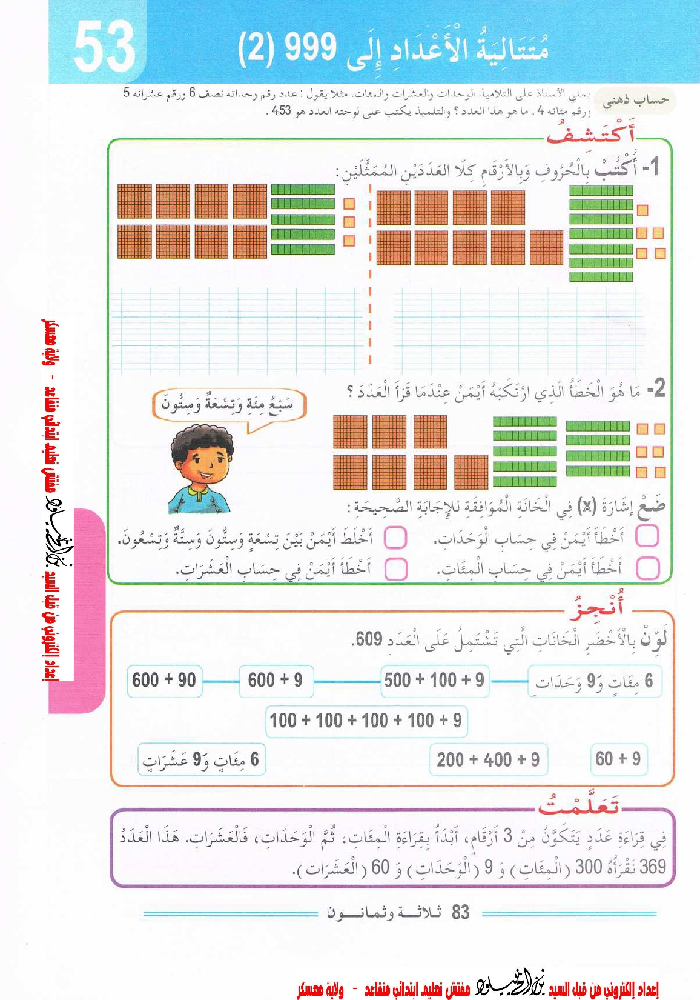 53
مُتَتَالِيَةُ الْأَعْدَادِ إِلَى 999 (2)
حساب ذهني
يملي الأستاذ على التلاميذ الوحدات والعشرات والمئات. مثلا يقول : عدد رقم وحداته نصف 6 ورقم عشراته 5
ورقم مئاته 4 . ما هو هذا العدد ؟ والتلميذ يكتب على لوحته العدد هو 453 .
أَكْتَشِفُ
1- أُكْتُبْ بِالْحُرُوفِ وَبِالأَرْقَامِ كِلَا العَدَدَيْنِ المُمَثَّلَيْنِ:
2- مَا هُوَ الْخَطَأُ الَّذِي ارْتَكَبَهُ أَيْمَنْ عِنْدَمَا قَرَأَ الْعَدَدَ ؟
سَبْعُ مِئَةِ وَتِسْعَةٌ وَسِتُّونَ
ضَعْ إشَارَةَ (x) فِي الْخَانَةِ الْمُوَافِقَةِ للإِجَابَةِ الصَّحِيحَةِ:
أَخْطَأَ أَيْمَنْ فِي حِسَابِ الْوَحَدَاتِ.
أَخْلَطَ أَيْمَنْ بَيْنَ تِسْعَةٍ وَسِتُّونَ وَسِتَّةٌ وَتِسْعُونَ.
أَخْطَأَ أَيْمَنْ فِي حِسَابِ الْمِئَاتِ.
أَخْطَأَ أَيْمَنْ فِي حِسَابِ الْعَشَرَاتِ.
أُنْجِزُ
لَوِّنْ بِالْأَخْضَرِ الْخَانَاتِ الَّتِي تَشْتَمِلُ عَلَى الْعَدَدِ 609.
6 مِئَاتٍ وَ9 وَحَدَاتِ
500 + 100 + 9
600 + 9
600 + 90
100 + 100 + 100 + 100 + 9
60 + 9
200 + 400 + 9
6 مِئَاتٍ وَ9 عَشَرَاتٍ
تَعَلَّمْتُ
فِي قِرَاءَةِ عَدَدٍ يَتَكَوَّنُ مِنْ 3 أَرْقَامٍ، أَبْدَأُ بِقِرَاءَةِ الْمِئَاتِ، ثُمَّ الْوَحَدَاتِ، فَالْعَشَرَاتِ. هَذَا الْعَدَدُ
369 نَقْرَأُهُ 300 (الْمِئَاتِ) وَ 9 (الْوَحَدَاتِ) وَ 60 (الْعَشَرَاتِ).
83 ثلاثة وثمانون
إعداد إلكتروني من قبل السيد مفتش تعليم ابتدائي متقاعد - ولاية معسكر
إعداد إلكتروني من قبل السيد مفتش تعليم ابتدائي متقاعد - ولاية معسكر